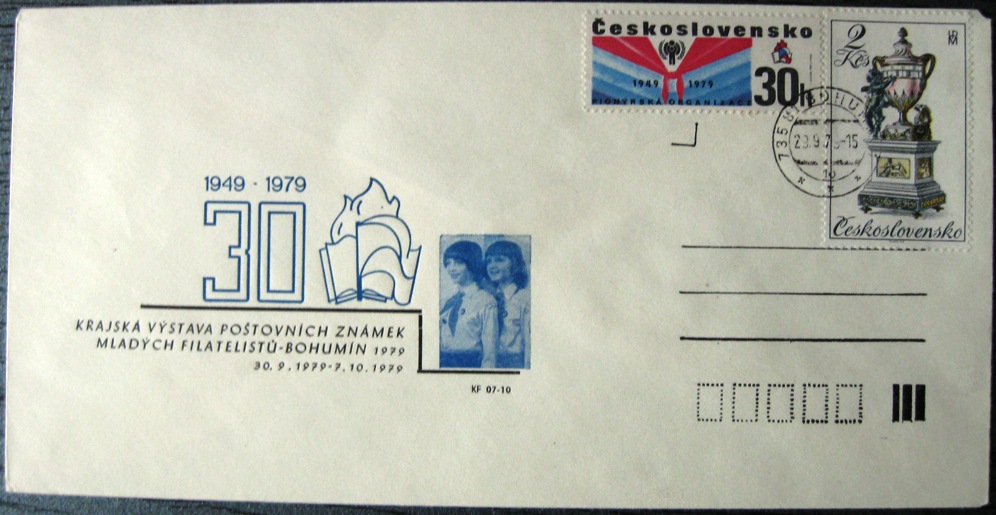 Československo
1949 1979
30h
PIONÝRSKÁ ORGANIZACE
2
Kčs
Československo
1949 - 1979
30
KRAJSKÁ VÝSTAVA POŠTOVNÍCH ZNÁMEK
MLADÝCH FILATELISTŮ-BOHUMÍN 1979
30.9.1979-7.10.1979
KF 07-10